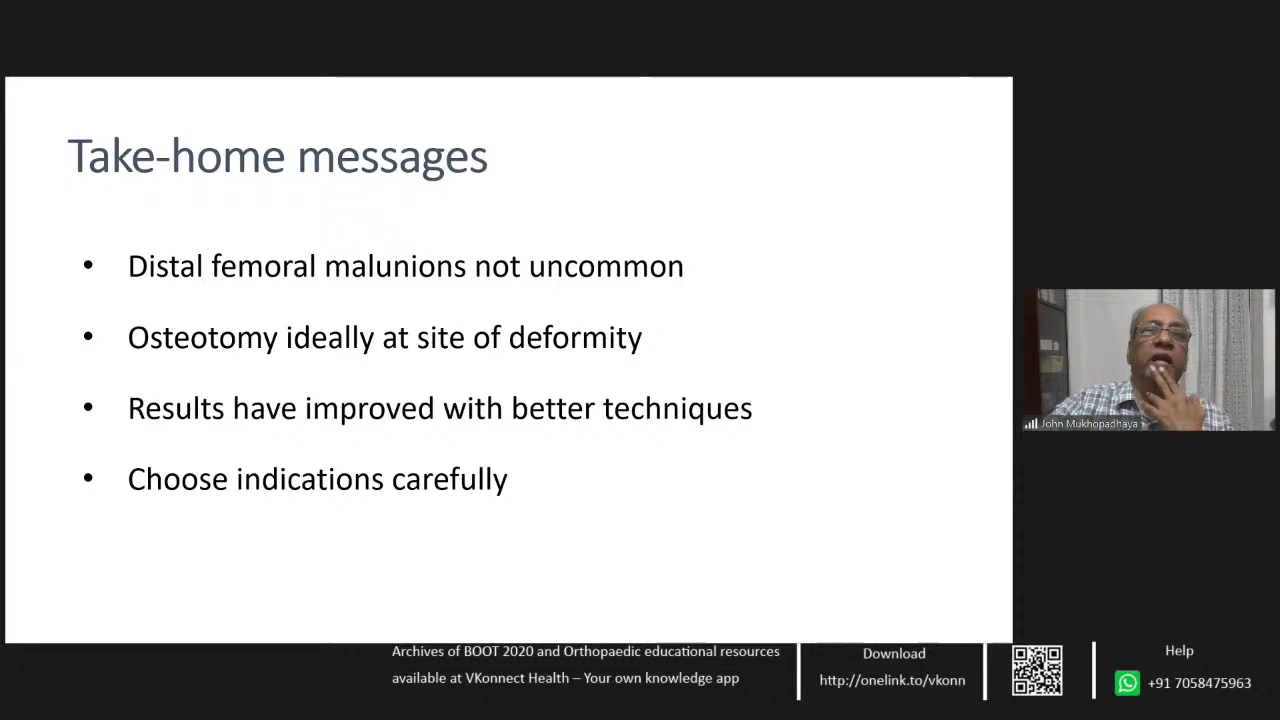 Take-home messages
• Distal femoral malunions not uncommon
• Osteotomy ideally at site of deformity
• Results have improved with better techniques
• Choose indications carefully
John Mukhopadhaya
Archives of BOOT 2020 and Orthopaedic educational resources
available at VKonnect Health – Your own knowledge app
Download
http://onelink.to/vkonn
Help
+91 7058475963